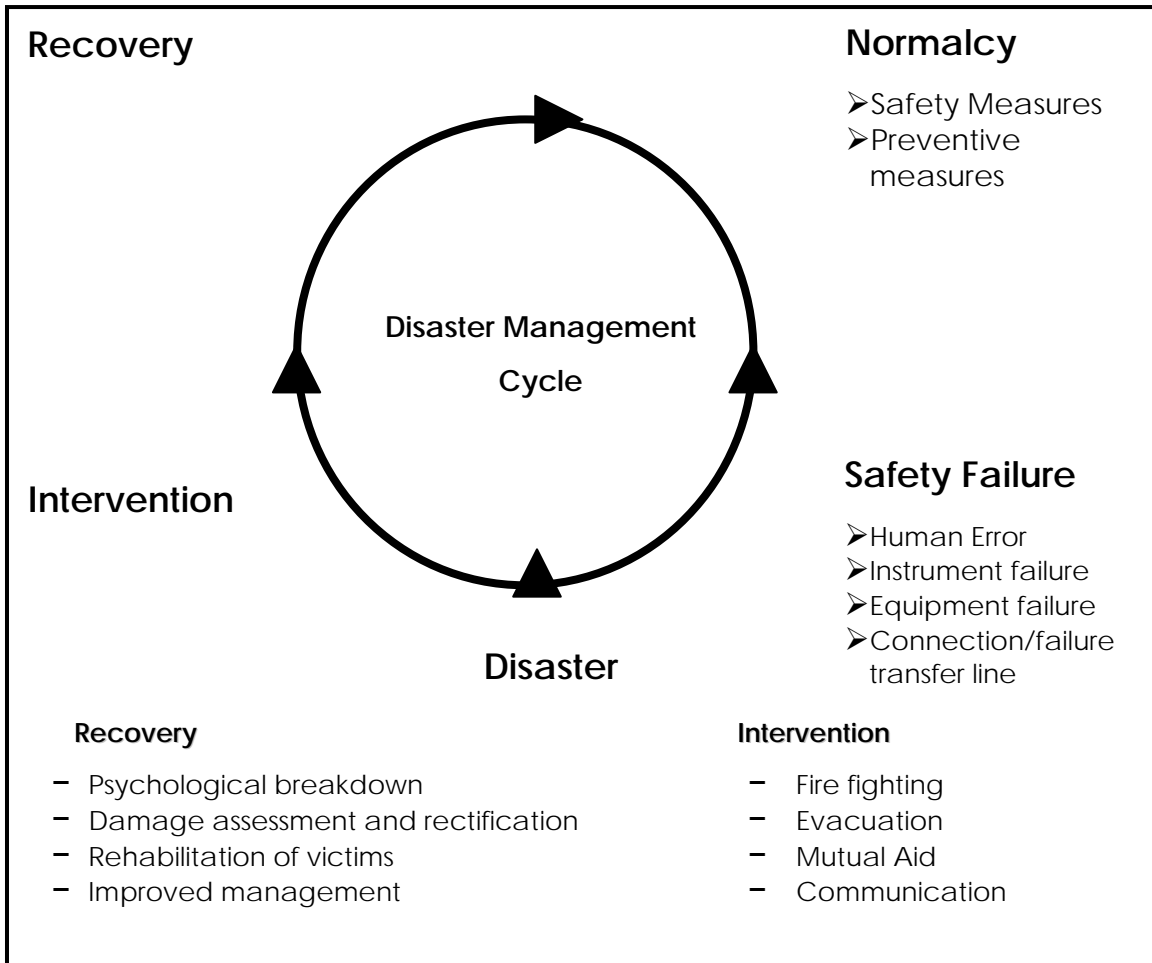 Recovery
Normalcy
➢Safety Measures
➢Preventive
measures
Disaster Management
Cycle
Intervention
Safety Failure
➢Human Error
➢Instrument failure
➢Equipment failure
➢Connection/failure
transfer line
Disaster
Recovery
– Psychological breakdown
– Damage assessment and rectification
– Rehabilitation of victims
– Improved management
Intervention
– Fire fighting
– Evacuation
– Mutual Aid
– Communication